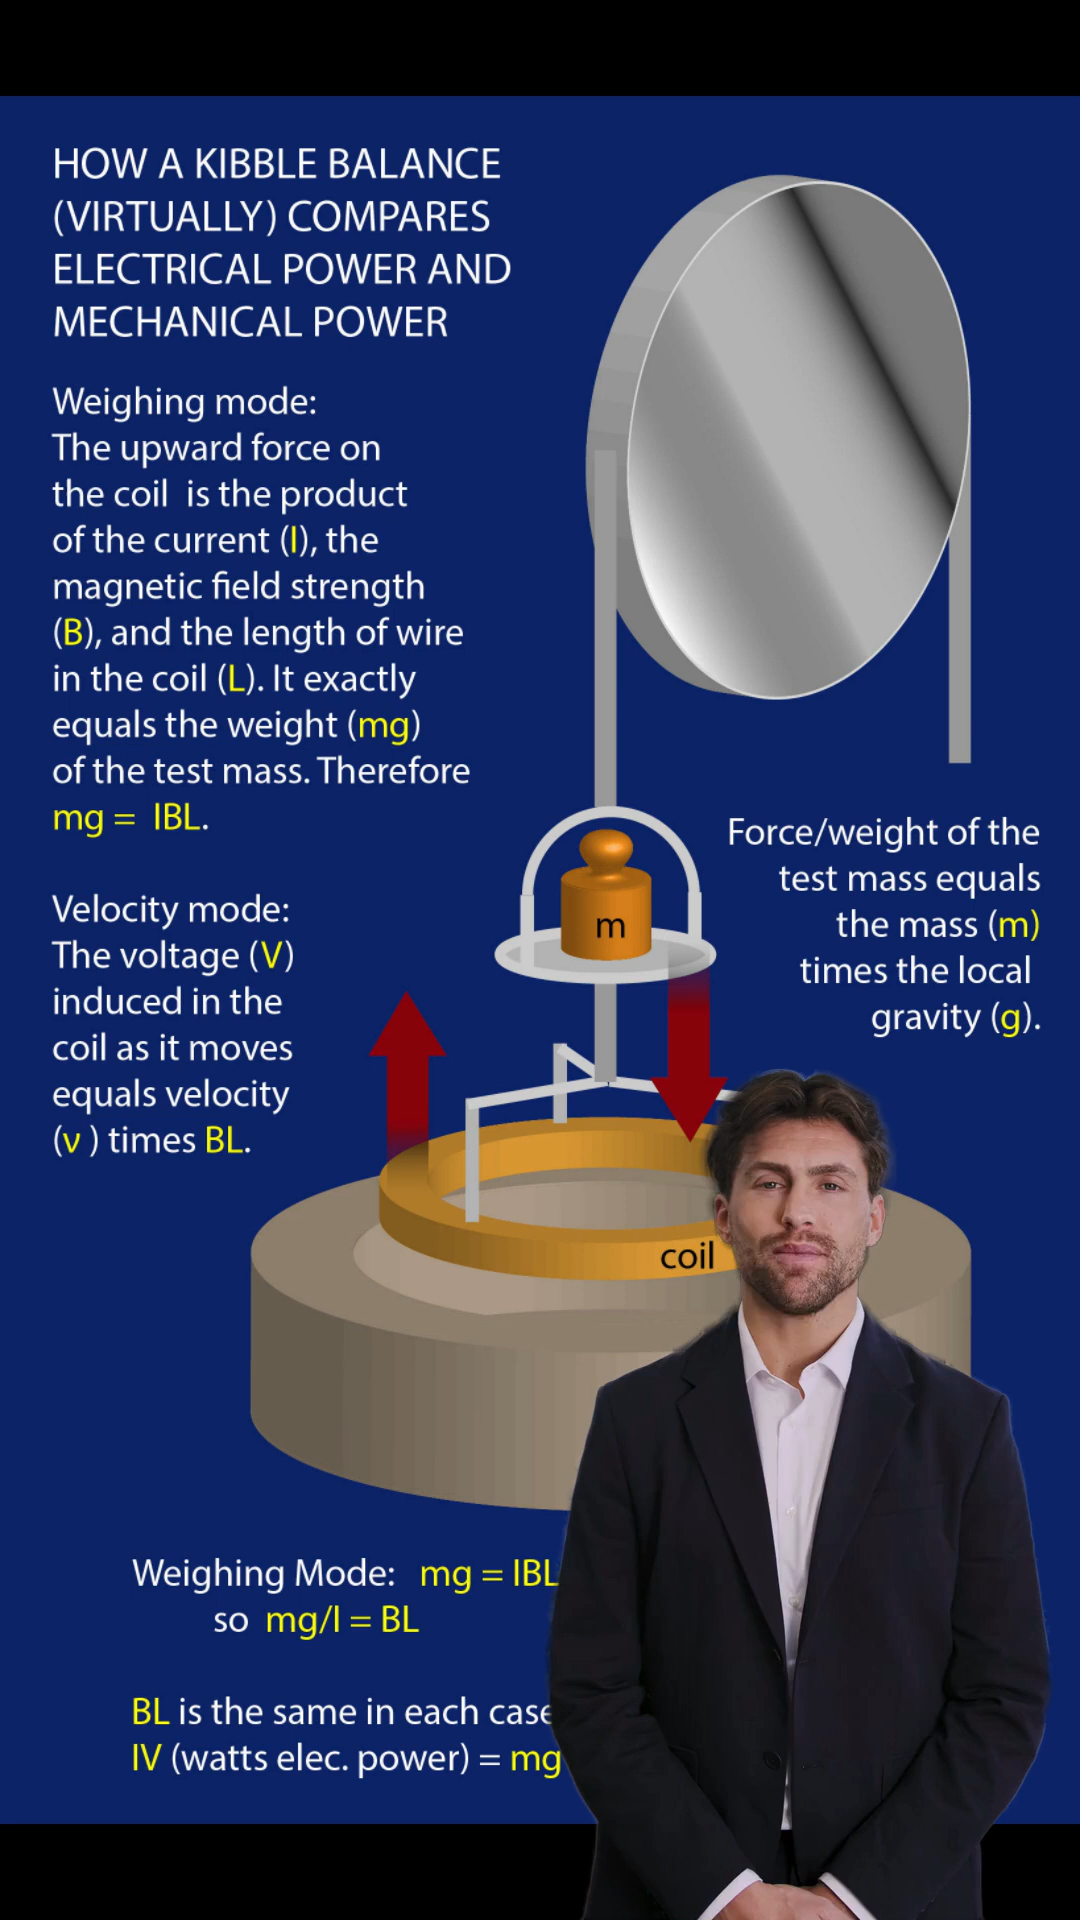 HOW A KIBBLE BALANCE
(VIRTUALLY) COMPARES
ELECTRICAL POWER AND
MECHANICAL POWER
Weighing mode:
The upward force on
the coil is the product
of the current (I), the
magnetic field strength
(B), and the length of wire
in the coil (L). It exactly
equals the weight (mg)
of the test mass. Therefore
mg = IBL.
Velocity mode:
The voltage (V)
induced in the
coil as it moves
equals velocity
(v ) times BL.
m
Force/weight of the
test mass equals
the mass (m)
times the local
gravity (g).
coil
Weighing Mode: mg = IBL
so mg/I = BL
BL is the same in each case
IV (watts elec. power) = mg